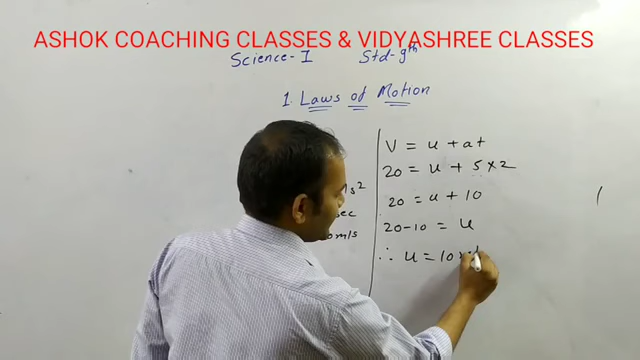 ASHOK COACHING CLASSES & VIDYASHREE CLASSES
Science-I Std-9th
1. Laws of Motion
m/s²
sec
m/s
V = u + at
20 = u + 5×2
20 = u + 10
20-10 = u
∴ u = 10